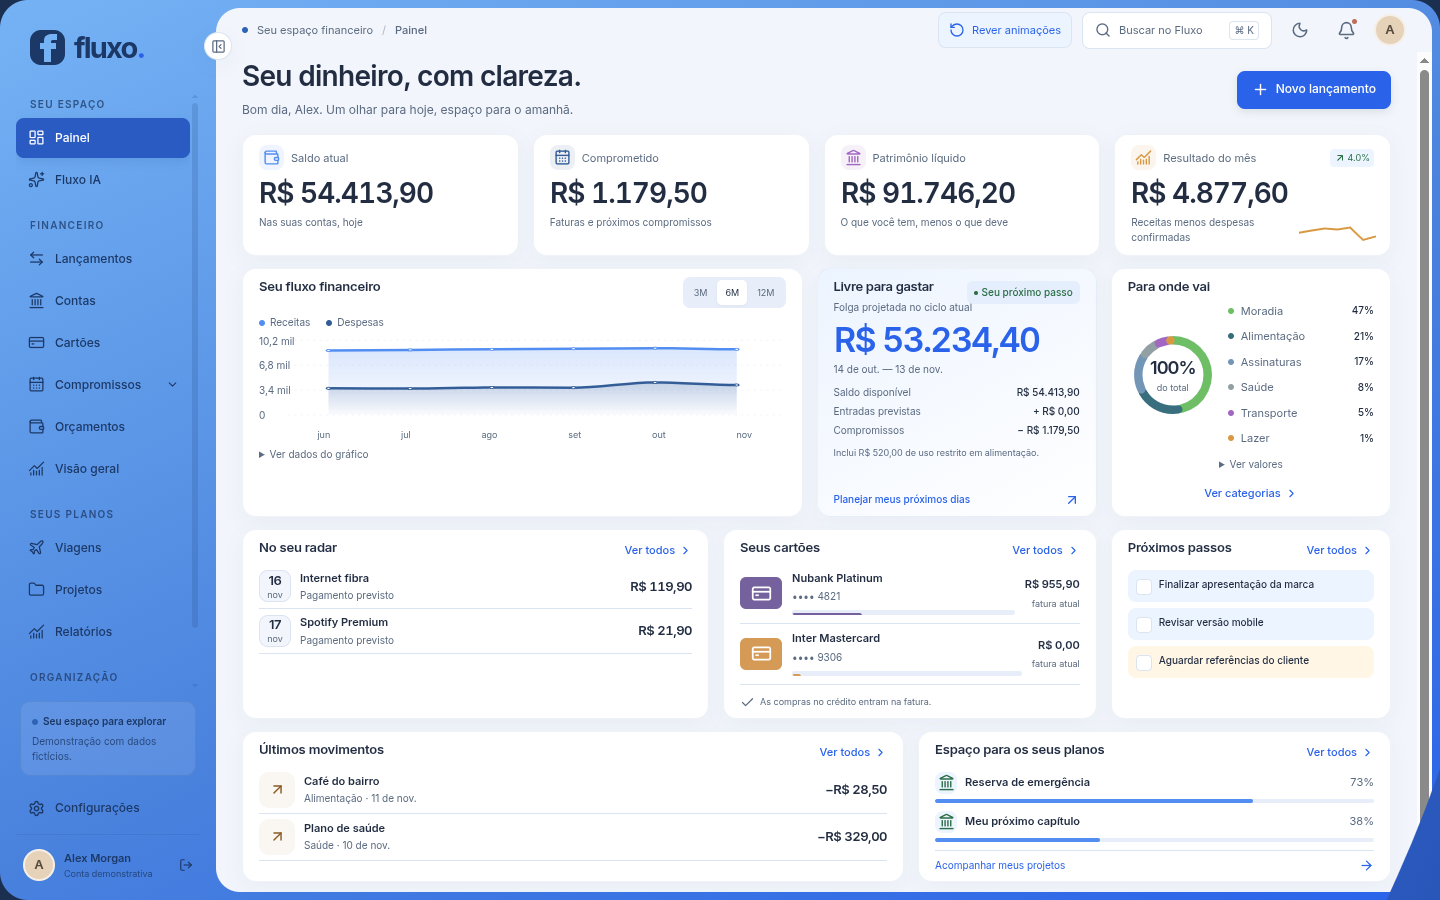 fluxo.
SEU ESPAÇO
Painel
Fluxo IA
FINANCEIRO
Lançamentos
Contas
Cartões
Compromissos
Orçamentos
Visão geral
SEUS PLANOS
Viagens
Projetos
Relatórios
ORGANIZAÇÃO
Seu espaço para explorar
Demonstração com dados
fictícios.
Configurações
A
Alex Morgan
Conta demonstrativa
Seu espaço financeiro / Painel
Rever animações
Buscar no Fluxo
⌘ K
A
Seu dinheiro, com clareza.
Bom dia, Alex. Um olhar para hoje, espaço para o amanhã.
Novo lançamento
Saldo atual
R$ 54.413,90
Nas suas contas, hoje
Comprometido
R$ 1.179,50
Faturas e próximos compromissos
Patrimônio líquido
R$ 91.746,20
O que você tem, menos o que deve
Resultado do mês
4.0%
R$ 4.877,60
Receitas menos despesas
confirmadas
Seu fluxo financeiro
3M 6M 12M
Receitas Despesas
10,2 mil
6,8 mil
3,4 mil
0
jun jul ago set out nov
Ver dados do gráfico
Livre para gastar
Seu próximo passo
Folga projetada no ciclo atual
R$ 53.234,40
14 de out. — 13 de nov.
Saldo disponível R$ 54.413,90
Entradas previstas + R$ 0,00
Compromissos − R$ 1.179,50
Inclui R$ 520,00 de uso restrito em alimentação.
Planejar meus próximos dias
Para onde vai
100%
do total
Moradia 47%
Alimentação 21%
Assinaturas 17%
Saúde 8%
Transporte 5%
Lazer 1%
Ver valores
Ver categorias
No seu radar
Ver todos
16
nov
Internet fibra
Pagamento previsto
R$ 119,90
17
nov
Spotify Premium
Pagamento previsto
R$ 21,90
Seus cartões
Ver todos
Nubank Platinum
•••• 4821
R$ 955,90
fatura atual
Inter Mastercard
•••• 9306
R$ 0,00
fatura atual
As compras no crédito entram na fatura.
Próximos passos
Ver todos
Finalizar apresentação da marca
Revisar versão mobile
Aguardar referências do cliente
Últimos movimentos
Ver todos
Café do bairro
Alimentação · 11 de nov.
−R$ 28,50
Plano de saúde
Saúde · 10 de nov.
−R$ 329,00
Espaço para os seus planos
Ver todos
Reserva de emergência 73%
Meu próximo capítulo 38%
Acompanhar meus projetos